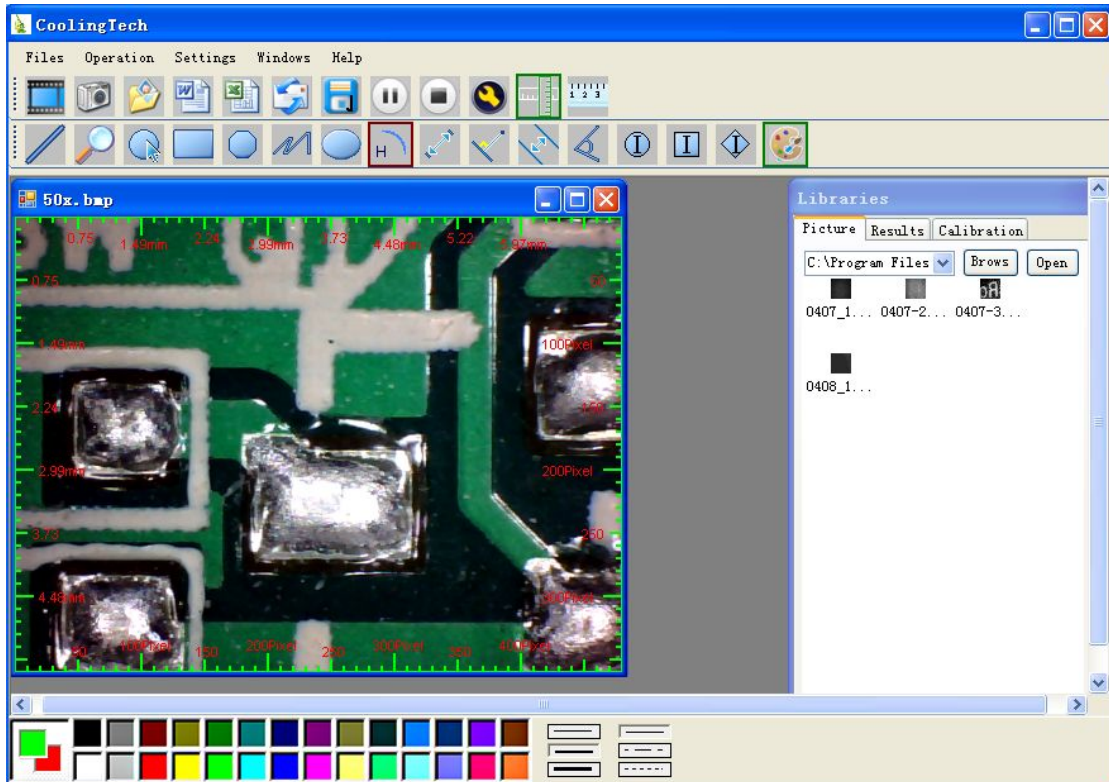 CoolingTech
Files Operation Settings Windows Help
1 2 3
H
50x.bmp
0.75 1.49mm 2.24 2.99mm 3.73 4.48mm 5.22 5.97mm
0.75 50
1.49mm 100Pixel
2.24 150
2.99mm 200Pixel
3.73 250
4.48mm 300Pixel
50 100Pixel 150 200Pixel 250 300Pixel 350 400Pixel
Libraries
Picture Results Calibration
C:\Program Files Brows Open
0407_1... 0407-2... 0407-3...
0408_1...